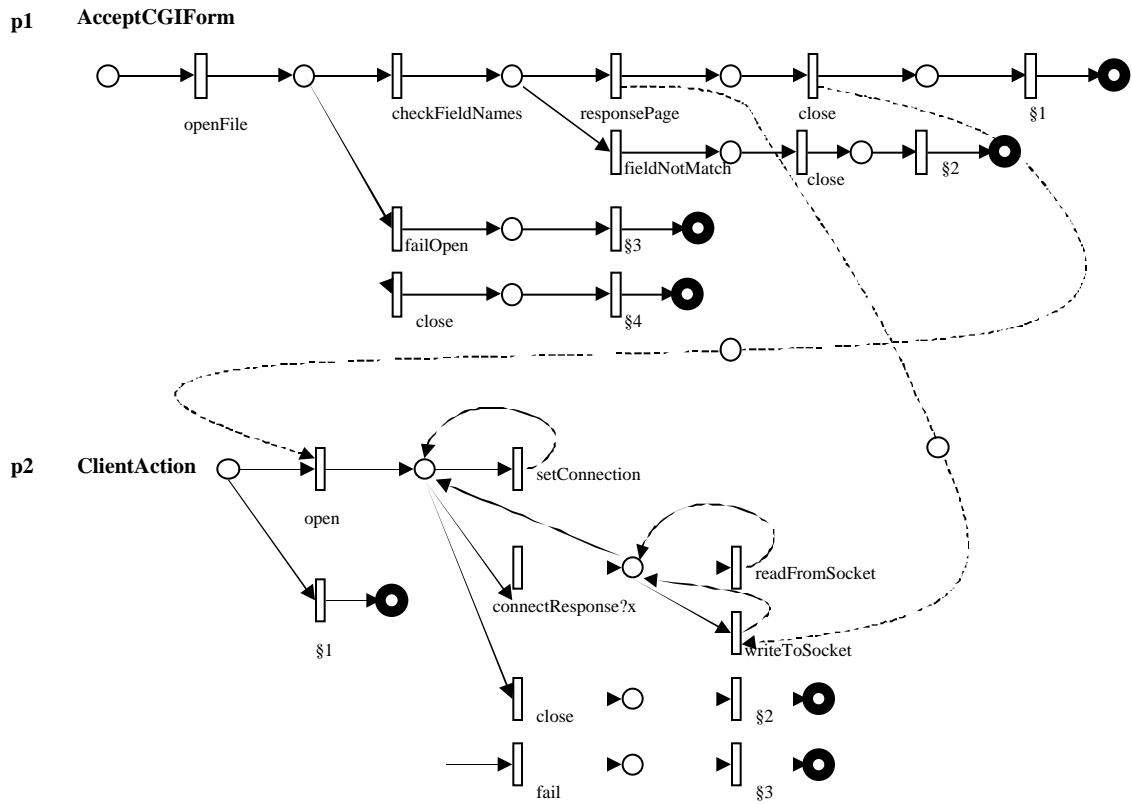 p1 AcceptCGIForm
openFile
checkFieldNames
responsePage
close
§1
fieldNotMatch
close
§2
failOpen
§3
close
§4
p2 ClientAction
open
setConnection
§1
connectResponse?x
readFromSocket
writeToSocket
close
§2
fail
§3